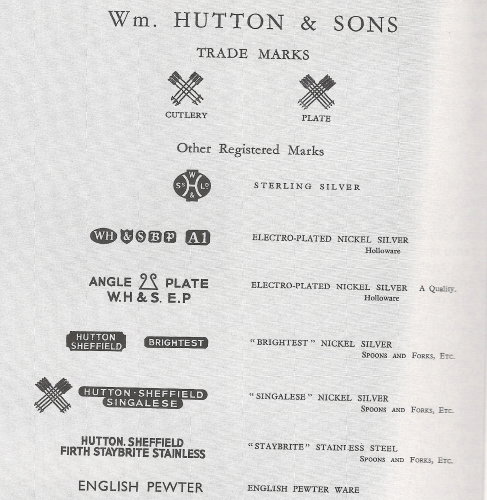 Wm. HUTTON & SONS
TRADE MARKS
CUTLERY PLATE
Other Registered Marks
W
Ss H Ld
&
STERLING SILVER
WH & S B P A1 ELECTRO-PLATED NICKEL SILVER
Holloware
ANGLE PLATE
W.H & S. E.P
ELECTRO-PLATED NICKEL SILVER A Quality.
Holloware
HUTTON
SHEFFIELD
BRIGHTEST
"BRIGHTEST" NICKEL SILVER
SPOONS AND FORKS, ETC.
HUTTON·SHEFFIELD
SINGALESE
"SINGALESE" NICKEL SILVER
SPOONS AND FORKS, ETC.
HUTTON. SHEFFIELD
FIRTH STAYBRITE STAINLESS
"STAYBRITE" STAINLESS STEEL
SPOONS AND FORKS, ETC.
ENGLISH PEWTER ENGLISH PEWTER WARE